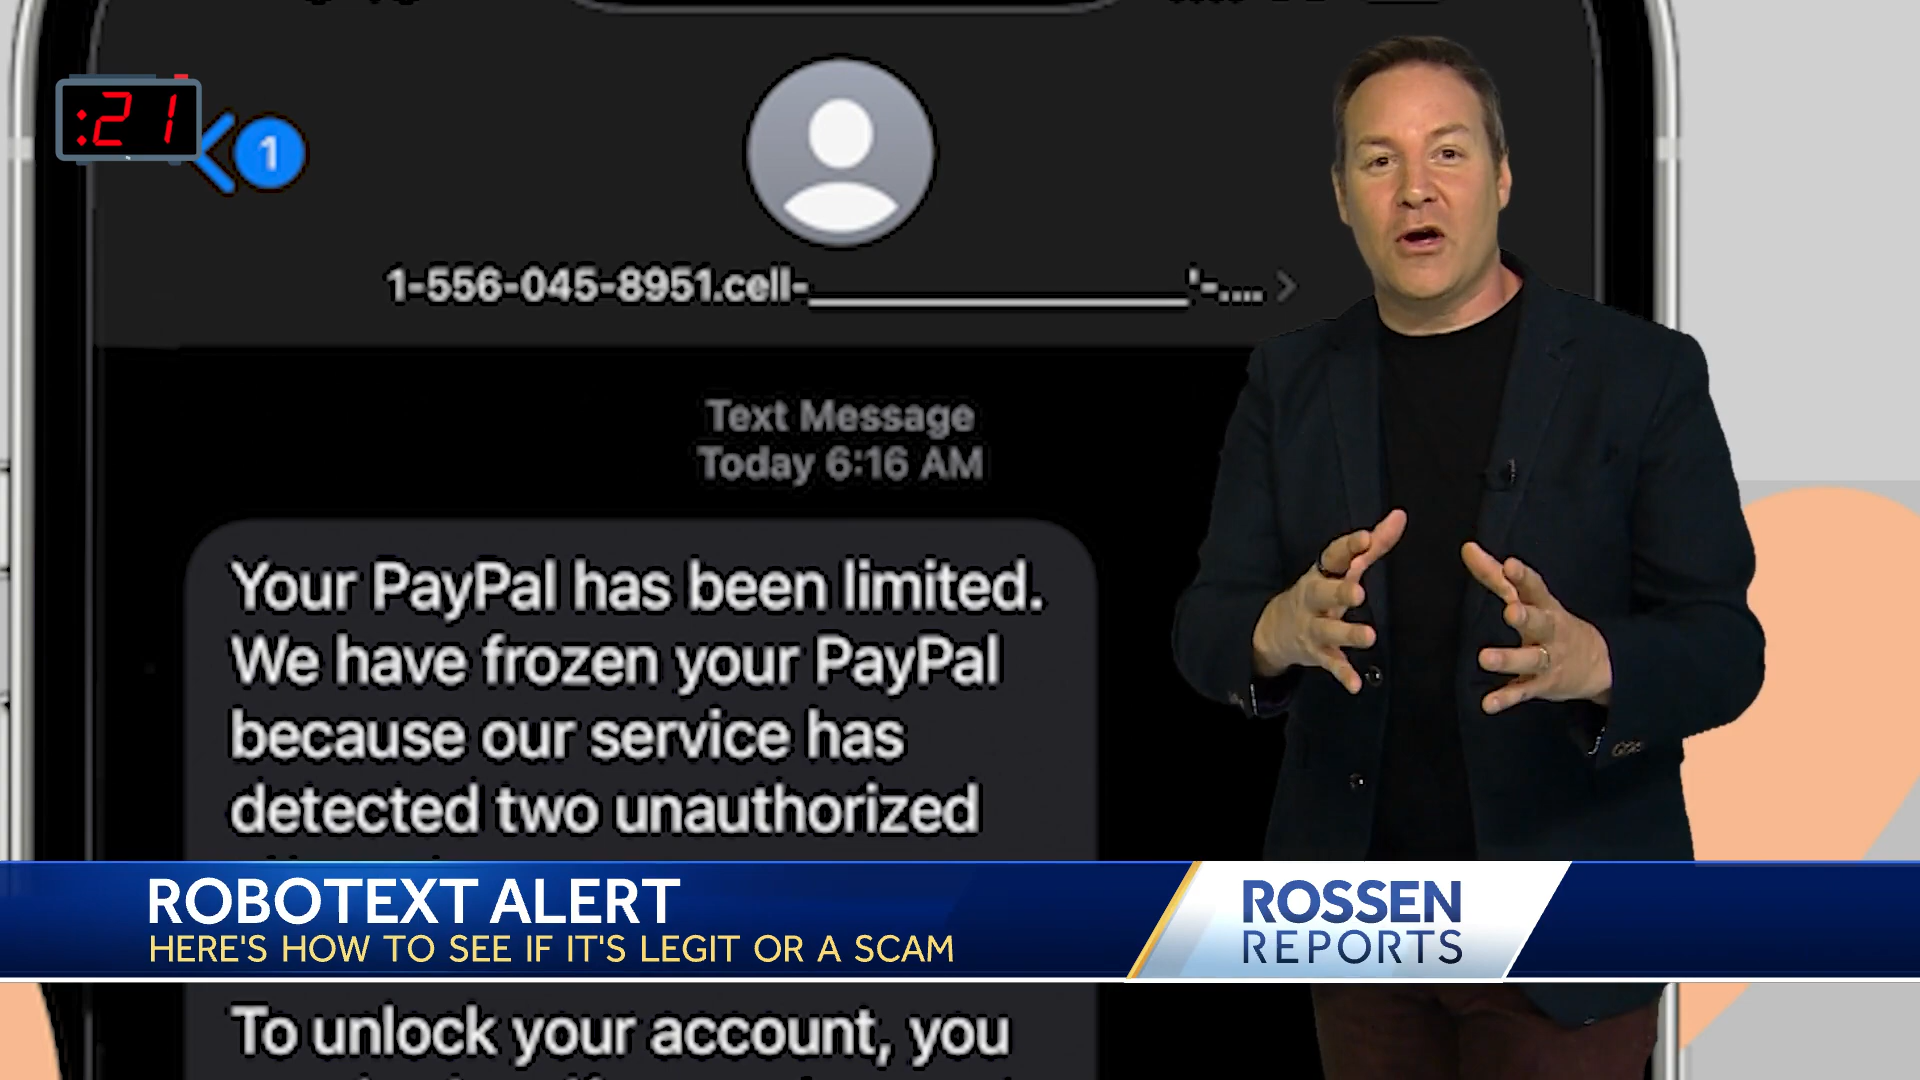 :21
1
1-556-045-8951.cell-
Text Message
Today 6:16 AM
Your PayPal has been limited.
We have frozen your PayPal
because our service has
detected two unauthorized
ROBOTEXT ALERT
HERE'S HOW TO SEE IF IT'S LEGIT OR A SCAM
ROSSEN
REPORTS
To unlock your account, you